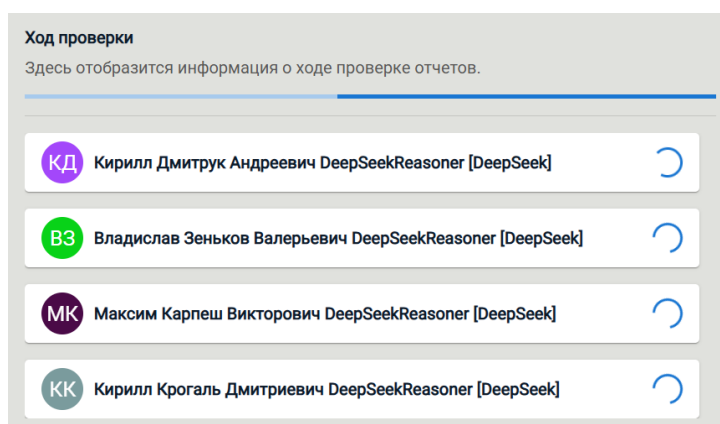 Ход проверки
Здесь отобразится информация о ходе проверке отчетов.
КД Кирилл Дмитрук Андреевич DeepSeekReasoner [DeepSeek]
ВЗ Владислав Зеньков Валерьевич DeepSeekReasoner [DeepSeek]
МК Максим Карпеш Викторович DeepSeekReasoner [DeepSeek]
КК Кирилл Крогаль Дмитриевич DeepSeekReasoner [DeepSeek]